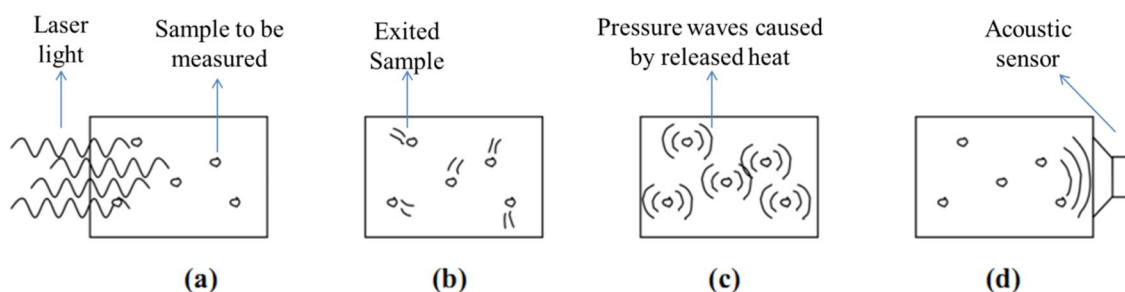 Laser
light
Sample to be
measured
Exited
Sample
Pressure waves caused
by released heat
Acoustic
sensor
(a)
(b)
(c)
(d)